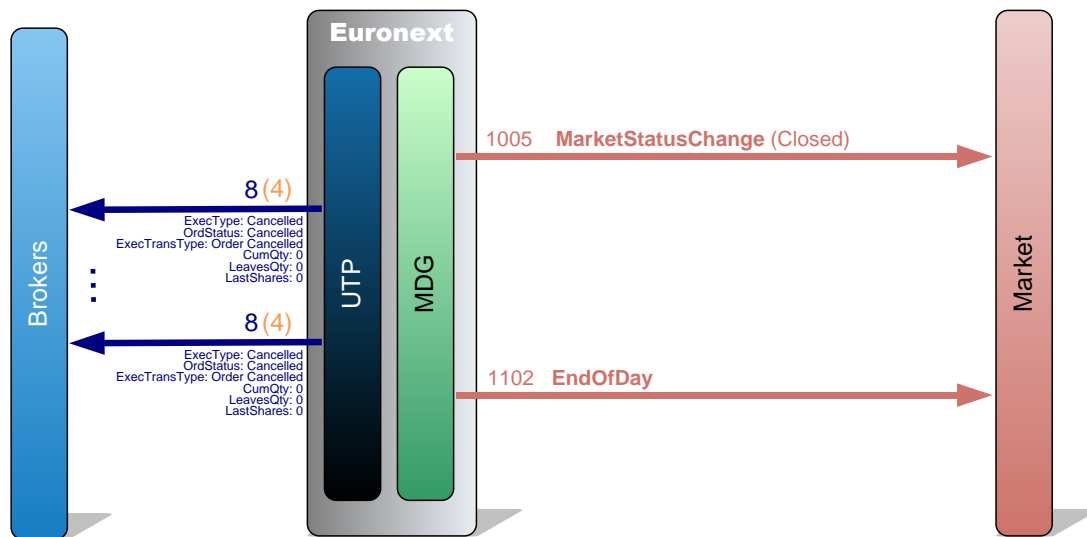 Euronext
1005 MarketStatusChange (Closed)
8 (4)
ExecType: Cancelled
OrdStatus: Cancelled
ExecTransType: Order Cancelled
CumQty: 0
LeavesQty: 0
LastShares: 0
Brokers
...
UTP
MDG
Market
8 (4)
ExecType: Cancelled
OrdStatus: Cancelled
ExecTransType: Order Cancelled
CumQty: 0
LeavesQty: 0
LastShares: 0
1102 EndOfDay